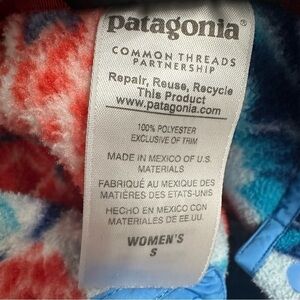 patagonia®
COMMON THREADS
PARTNERSHIP
Repair, Reuse, Recycle
This Product
www.patagonia.com
100% POLYESTER
EXCLUSIVE OF TRIM
MADE IN MEXICO OF U.S.
MATERIALS
FABRIQUÉ AU MEXIQUE DES
MATIÈRES DES ETATS-UNIS
HECHO EN MEXICO CON
MATERIALES DE EE.UU.
WOMEN'S
S